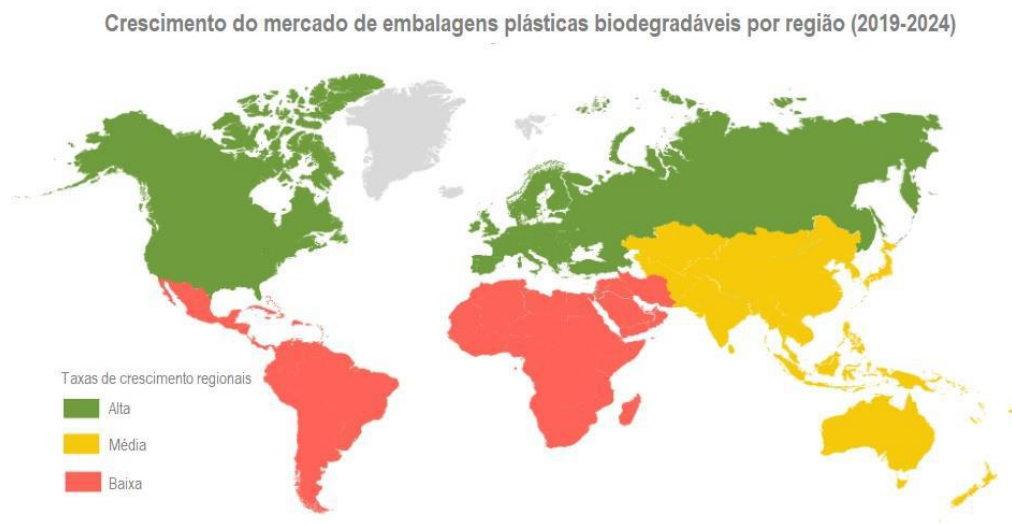 Crescimento do mercado de embalagens plásticas biodegradáveis por região (2019-2024)
Taxas de crescimento regionais
Alta
Média
Baixa